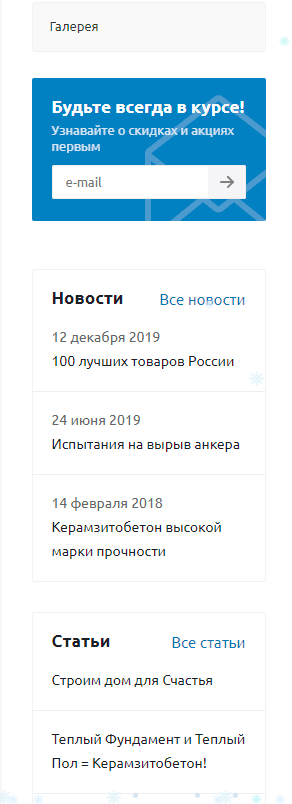 Галерея
Будьте всегда в курсе!
Узнавайте о скидках и акциях
первым
e-mail
Новости
Все новости
12 декабря 2019
100 лучших товаров России
24 июня 2019
Испытания на вырыв анкера
14 февраля 2018
Керамзитобетон высокой
марки прочности
Статьи
Все статьи
Строим дом для Счастья
Теплый Фундамент и Теплый
Пол = Керамзитобетон!